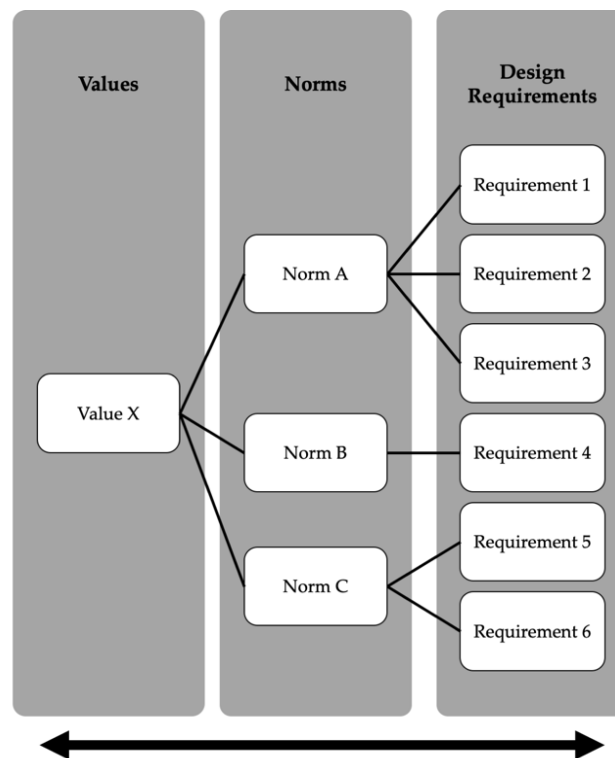 Values
Norms
Design
Requirements
Requirement 1
Norm A
Requirement 2
Requirement 3
Value X
Norm B
Requirement 4
Requirement 5
Norm C
Requirement 6